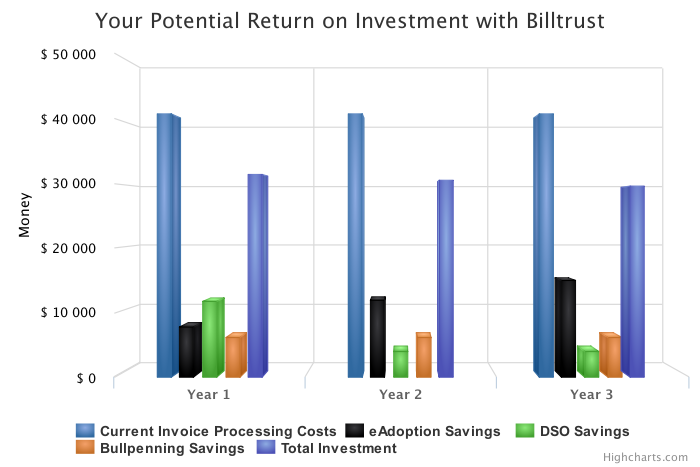 Your Potential Return on Investment with Billtrust
$ 50 000
$ 40 000
$ 30 000
$ 20 000
$ 10 000
$ 0
Money
Year 1
Year 2
Year 3
Current Invoice Processing Costs
eAdoption Savings
DSO Savings
Bullpenning Savings
Total Investment
Highcharts.com